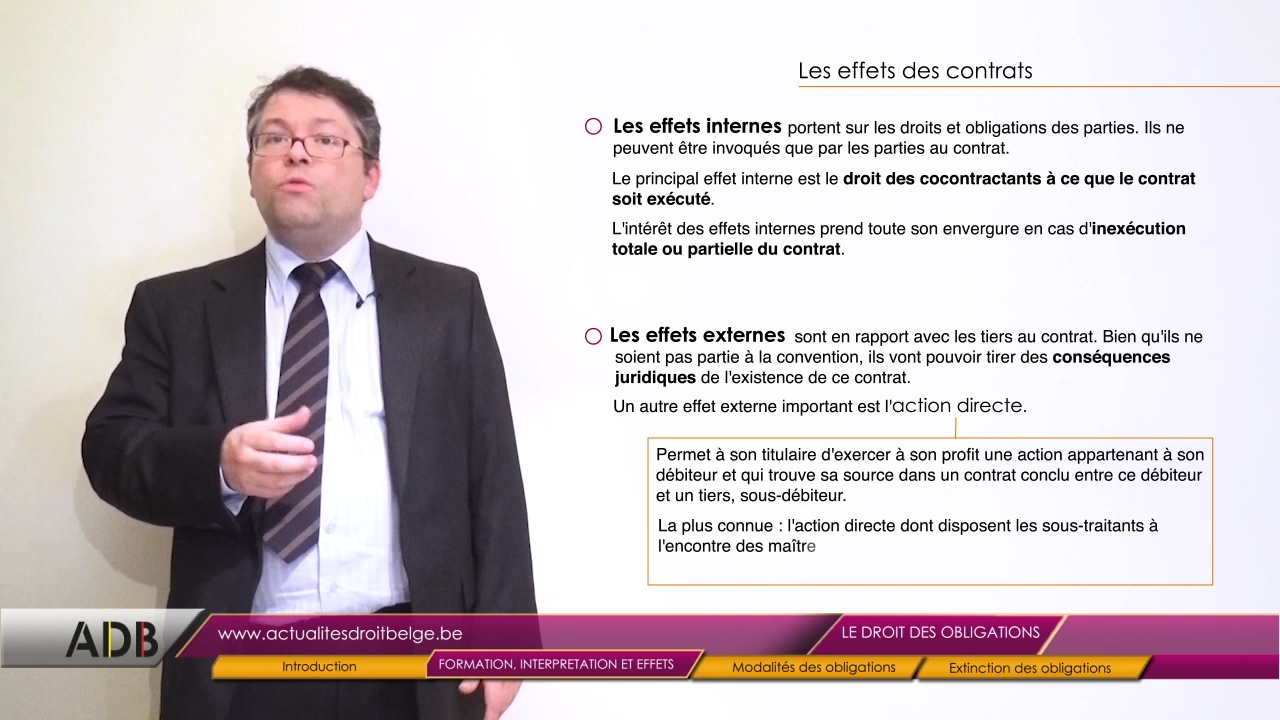 Les effets des contrats
Les effets internes portent sur les droits et obligations des parties. Ils ne
peuvent être invoqués que par les parties au contrat.
Le principal effet interne est le droit des cocontractants à ce que le contrat
soit exécuté.
L'intérêt des effets internes prend toute son envergure en cas d'inexécution
totale ou partielle du contrat.
Les effets externes sont en rapport avec les tiers au contrat. Bien qu'ils ne
soient pas partie à la convention, ils vont pouvoir tirer des conséquences
juridiques de l'existence de ce contrat.
Un autre effet externe important est l'action directe.
Permet à son titulaire d'exercer à son profit une action appartenant à son
débiteur et qui trouve sa source dans un contrat conclu entre ce débiteur
et un tiers, sous-débiteur.
La plus connue : l'action directe dont disposent les sous-traitants à
l'encontre des maître
ADB
www.actualitesdroitbelge.be
LE DROIT DES OBLIGATIONS
Introduction
FORMATION, INTERPRETATION ET EFFETS
Modalités des obligations
Extinction des obligations